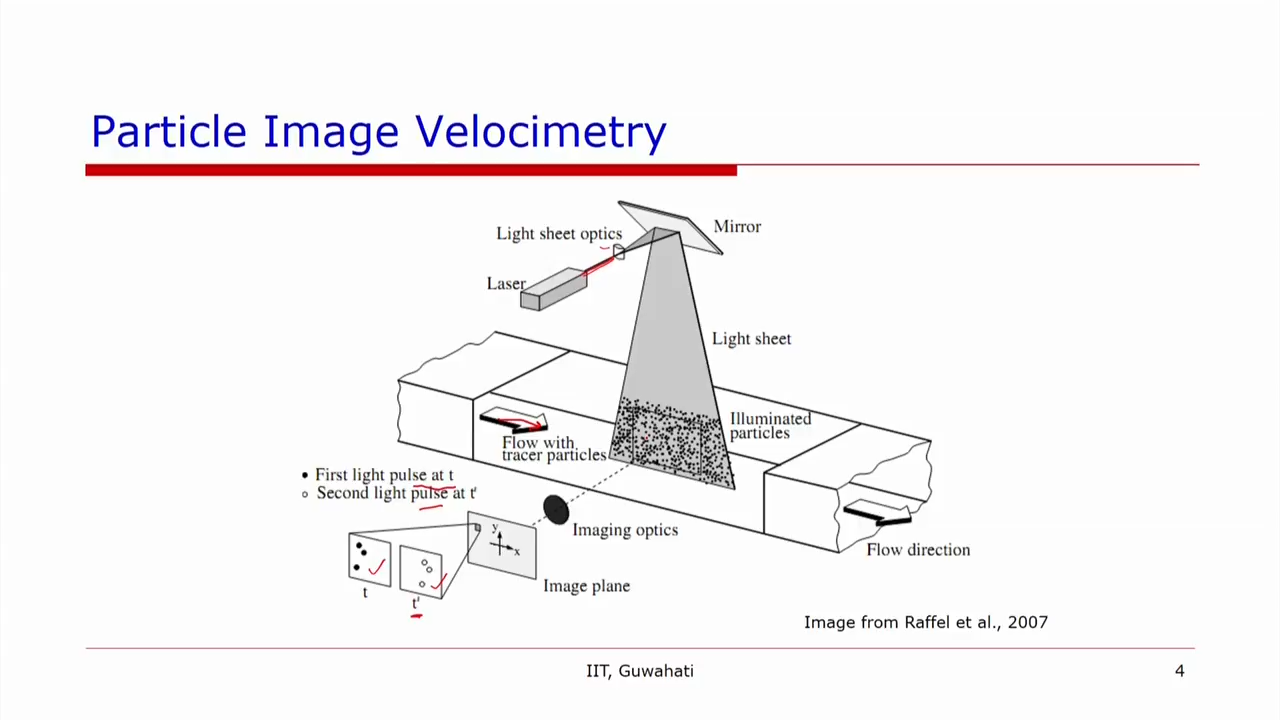 Particle Image Velocimetry
Mirror
Light sheet optics
Laser
Light sheet
Illuminated
particles
Flow with
tracer particles
• First light pulse at t
○ Second light pulse at t'
y
x
Imaging optics
Flow direction
Image plane
t
t'
Image from Raffel et al., 2007
IIT, Guwahati
4